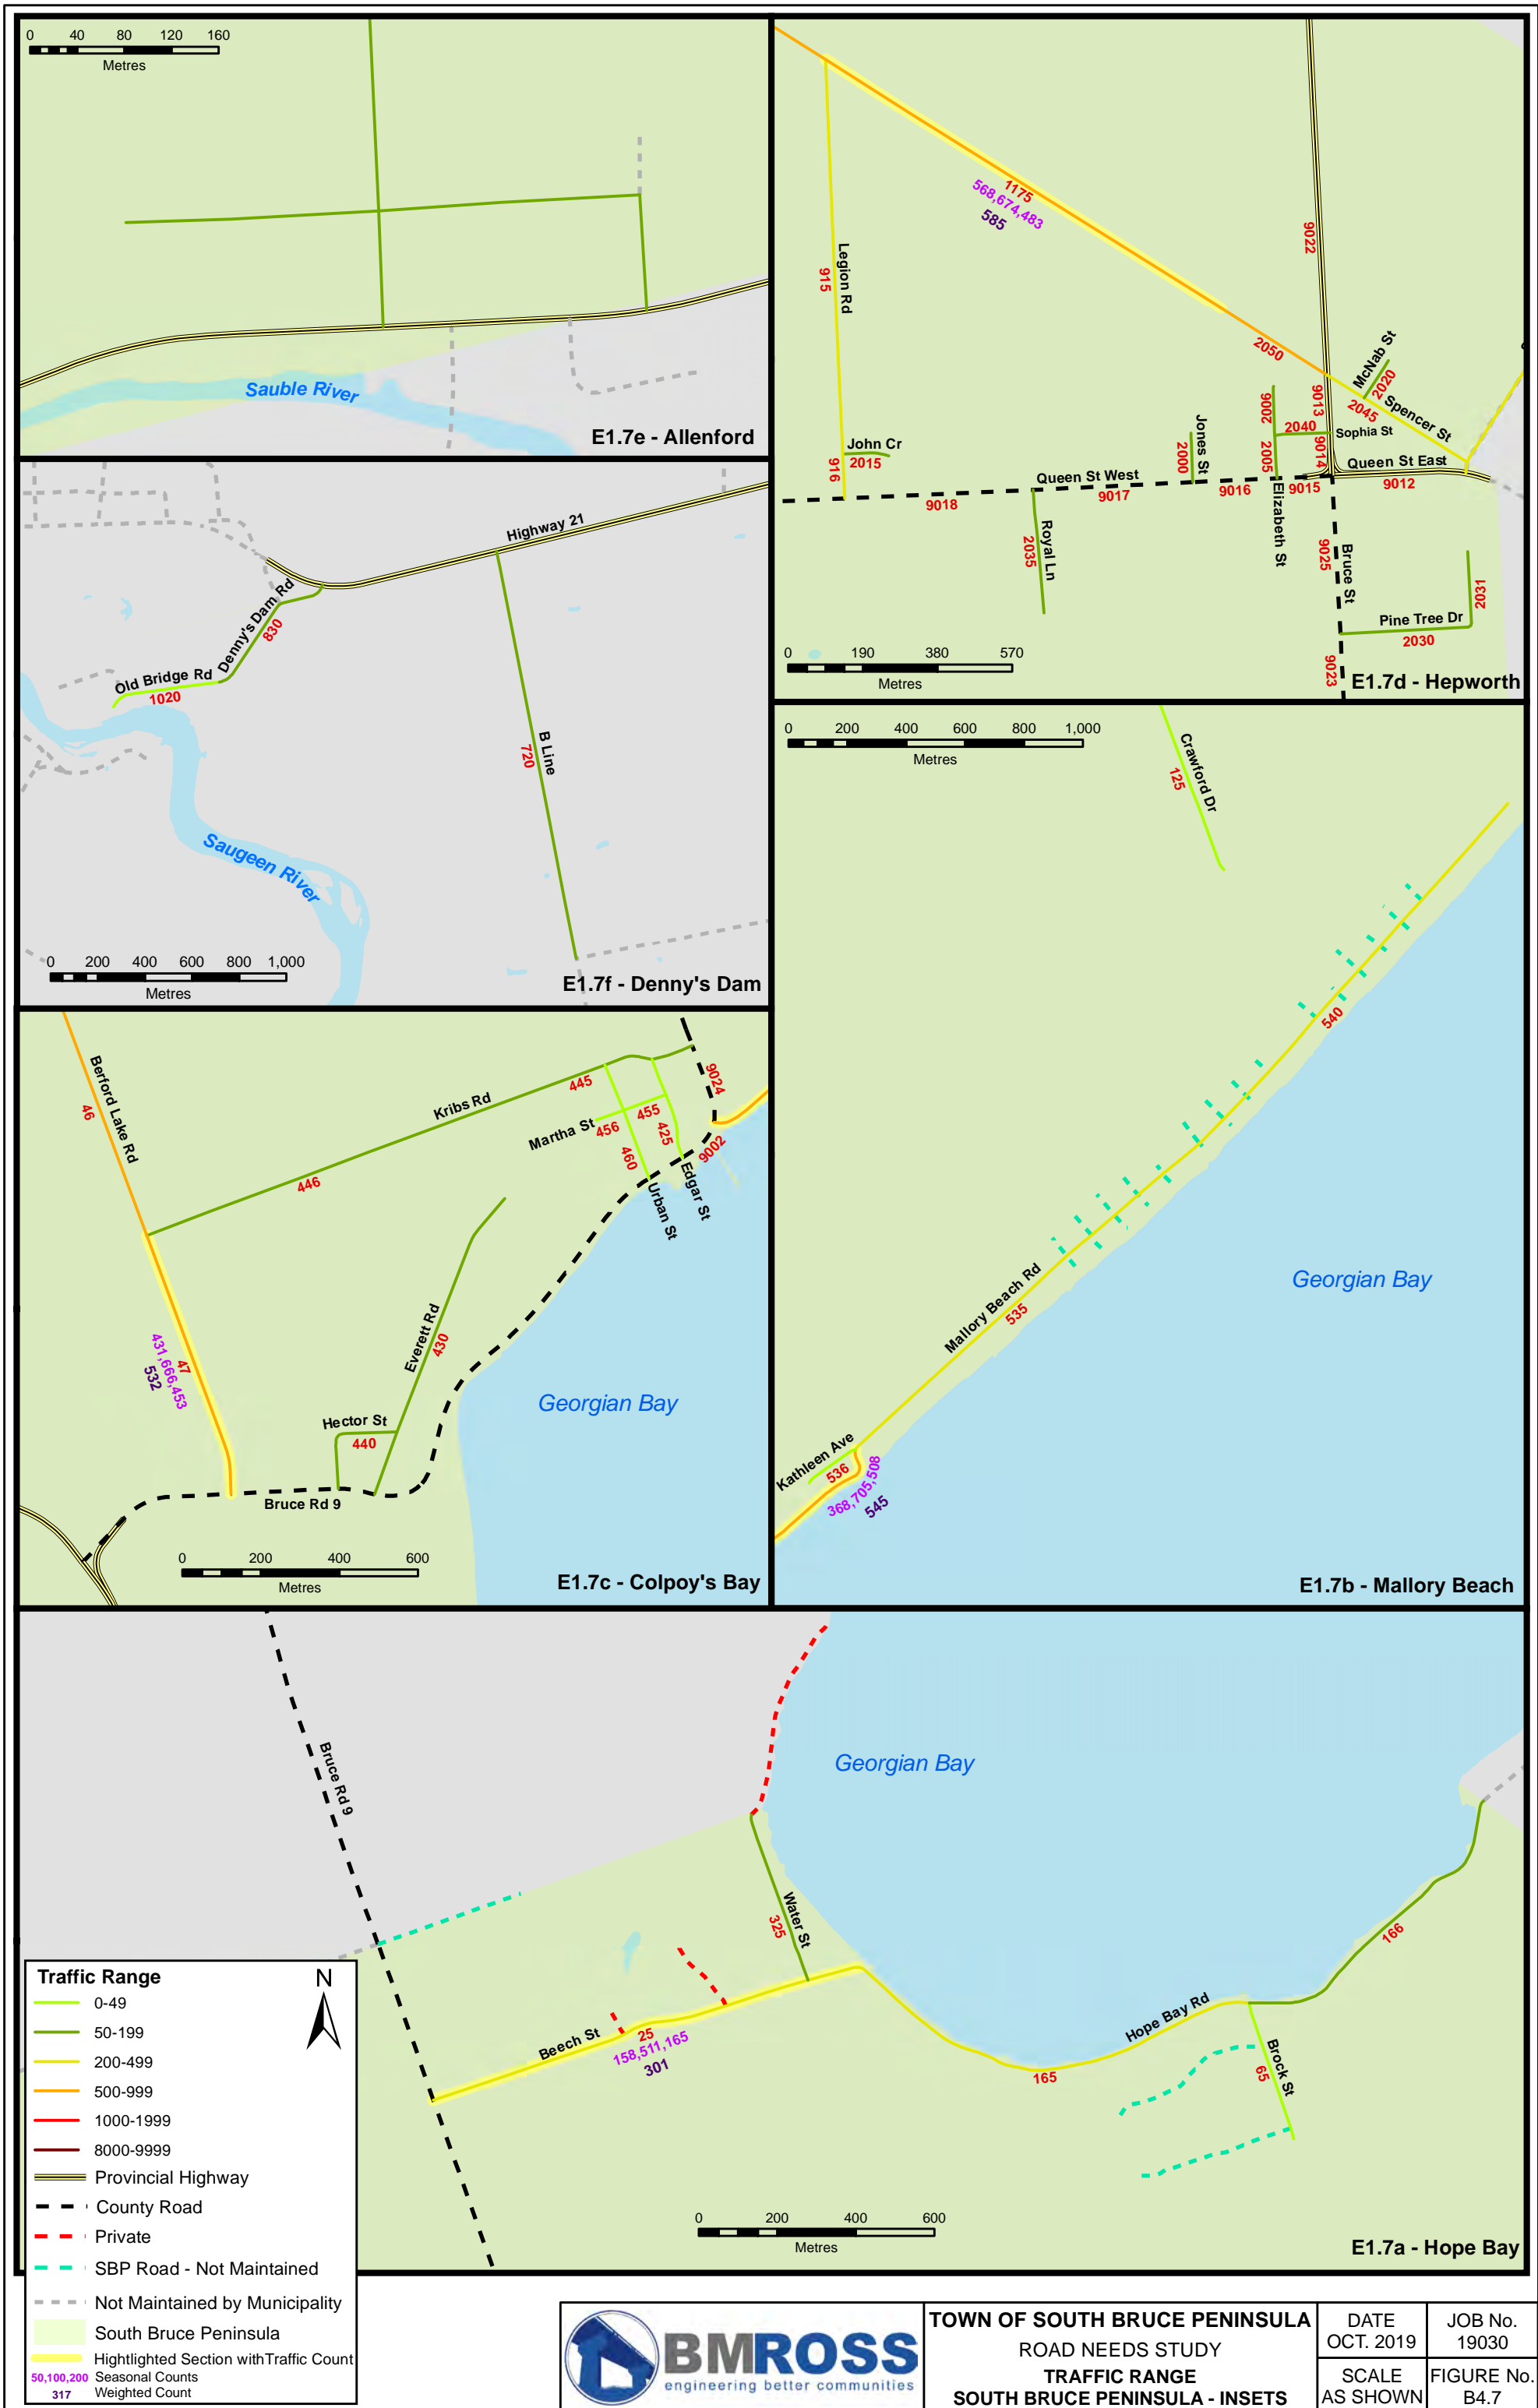 0 40 80 120 160
Metres
Sauble River
E1.7e - Allenford
1175
568,674,483
585
9022
Legion Rd
915
2050
McNab St
2020
2006
9013
2045
Spencer St
2040
Sophia St
John Cr
2015
916
Jones St
2000
2005
9014
Queen St West
Queen St East
9018
9017
9016
9015
9012
Elizabeth St
Royal Ln
2035
9025
Bruce St
2031
Pine Tree Dr
2030
9023
0 190 380 570
Metres
E1.7d - Hepworth
Highway 21
Denny's Dam Rd
830
Old Bridge Rd
1020
B Line
720
Saugeen River
0 200 400 600 800 1,000
Metres
E1.7f - Denny's Dam
0 200 400 600 800 1,000
Metres
Crawford Dr
125
540
Georgian Bay
Mallory Beach Rd
535
Kathleen Ave
536
368,705,508
545
E1.7b - Mallory Beach
Berford Lake Rd
46
445
Kribs Rd
9024
Martha St
455
456
425
460
9002
446
Urban St
Edgar St
Everett Rd
430
47
431,666,453
532
Georgian Bay
Hector St
440
Bruce Rd 9
0 200 400 600
Metres
E1.7c - Colpoy's Bay
Bruce Rd 9
Georgian Bay
Water St
325
166
Hope Bay Rd
Beech St
25
158,511,165
301
165
Brock St
65
0 200 400 600
Metres
E1.7a - Hope Bay
Traffic Range
N
0-49
50-199
200-499
500-999
1000-1999
8000-9999
Provincial Highway
County Road
Private
SBP Road - Not Maintained
Not Maintained by Municipality
South Bruce Peninsula
Hightlighted Section withTraffic Count
50,100,200 Seasonal Counts
317 Weighted Count
BMROSS
engineering better communities
TOWN OF SOUTH BRUCE PENINSULA
ROAD NEEDS STUDY
TRAFFIC RANGE
SOUTH BRUCE PENINSULA - INSETS
DATE
OCT. 2019
JOB No.
19030
SCALE
AS SHOWN
FIGURE No.
B4.7